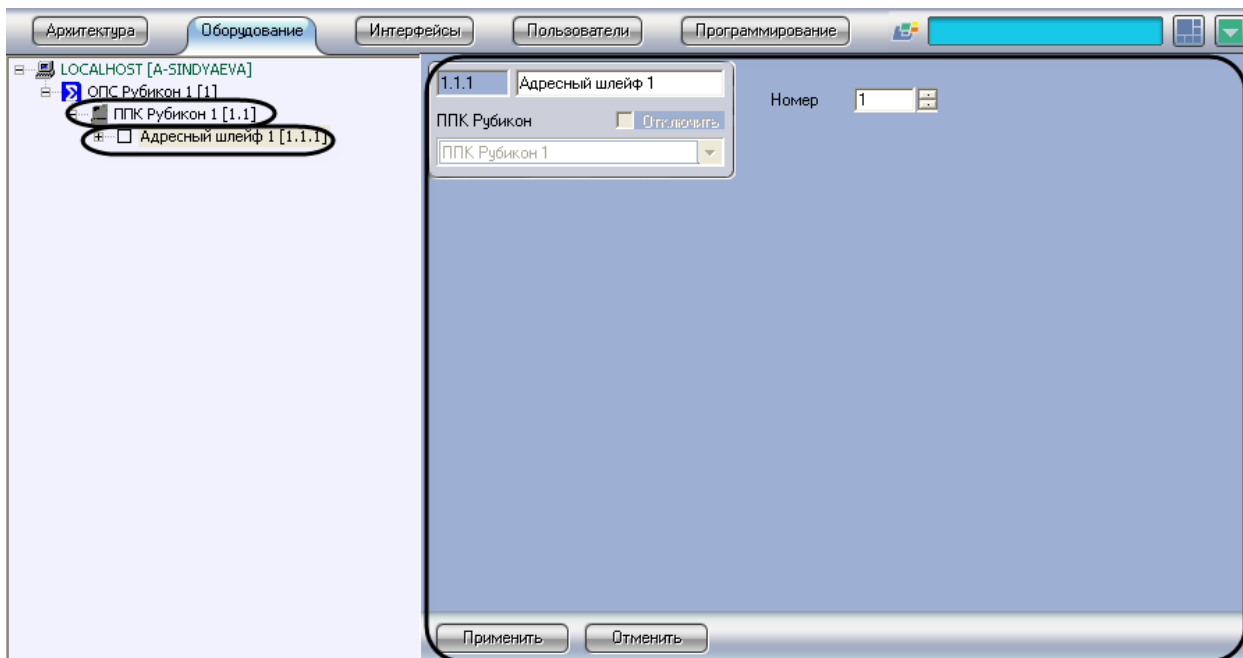 Архитектура Оборудование Интерфейсы Пользователи Программирование
LOCALHOST [A-SINDYAEVA]
ОПС Рубикон 1 [1]
ППК Рубикон 1 [1.1]
Адресный шлейф 1 [1.1.1]
1.1.1 Адресный шлейф 1
Номер 1
ППК Рубикон Отключить
ППК Рубикон 1
Применить Отменить